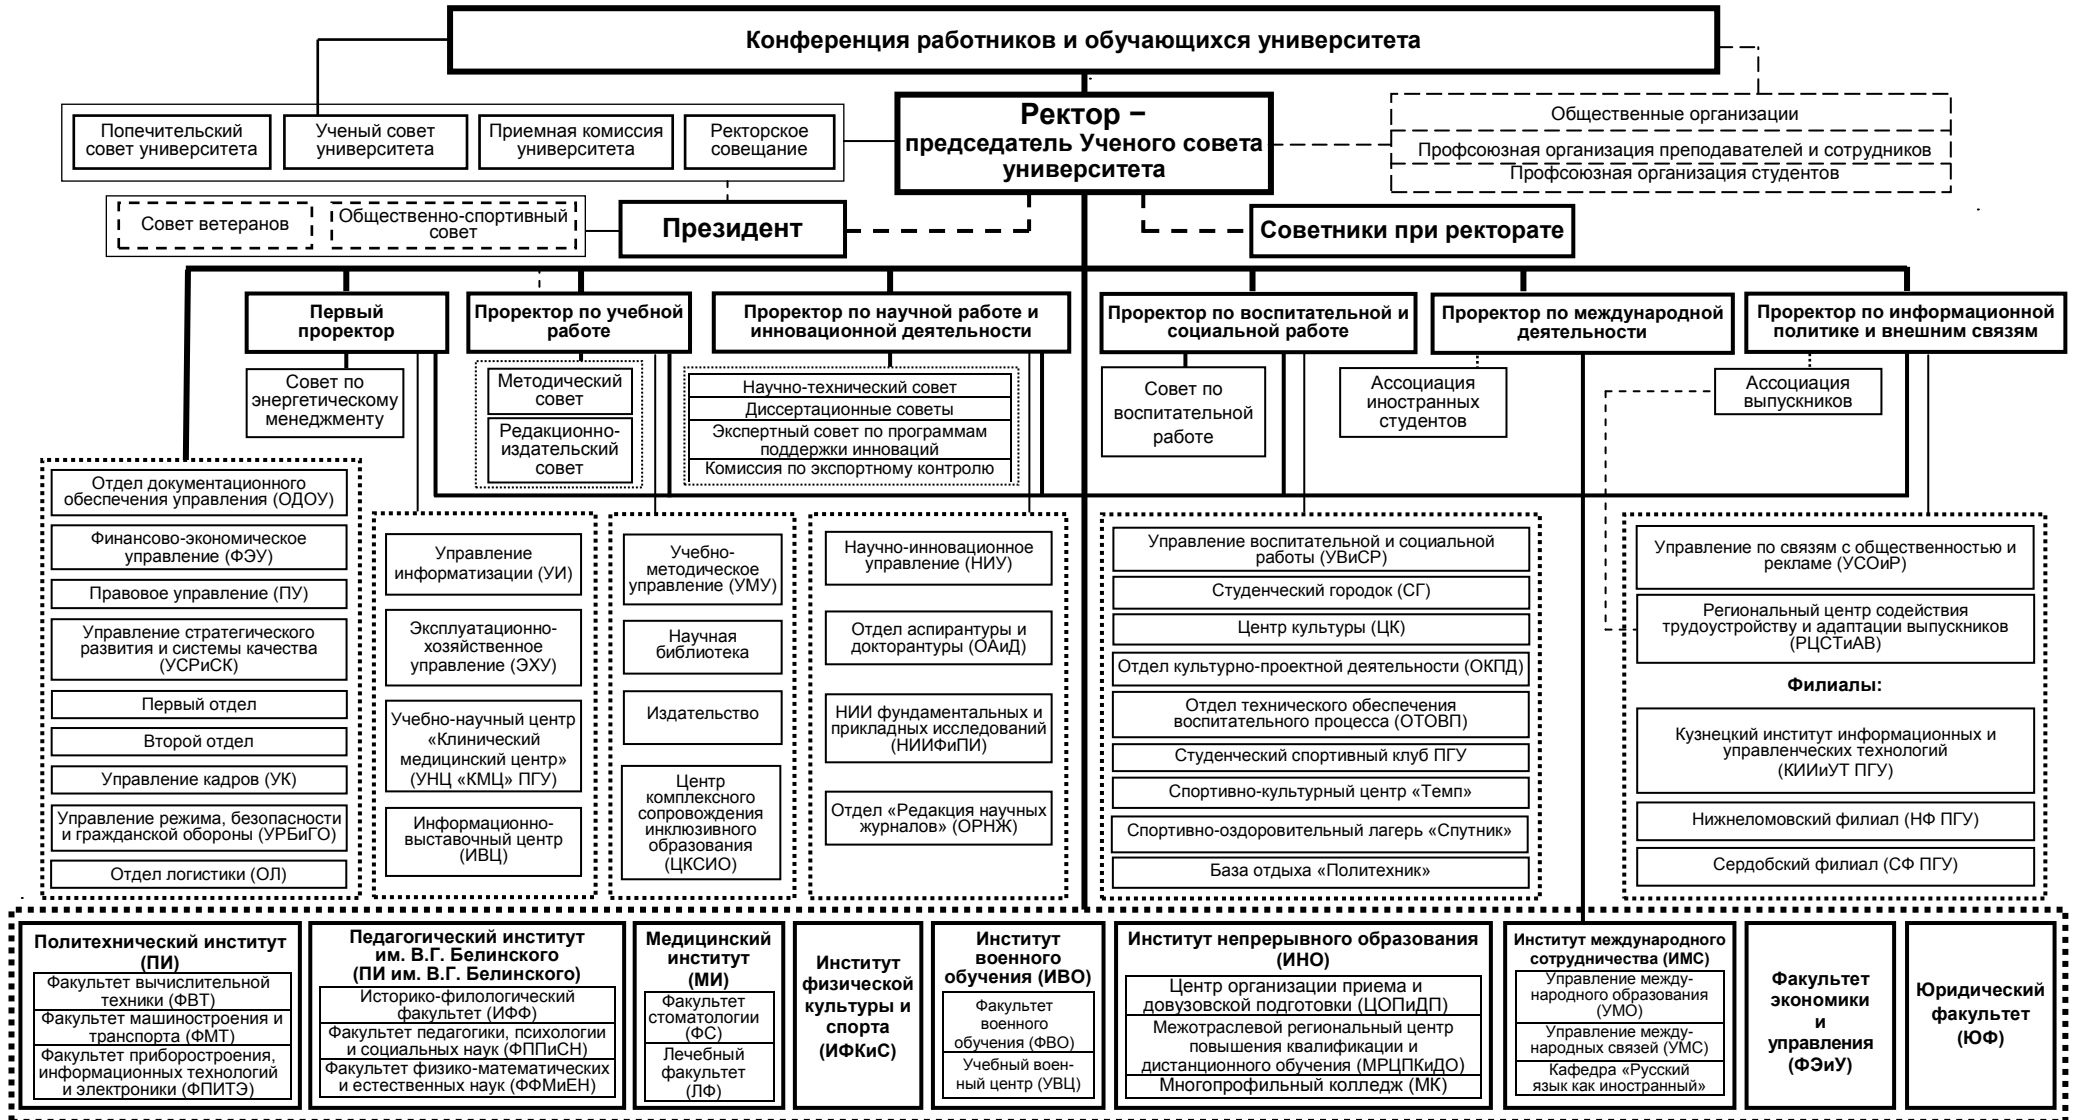 Конференция работников и обучающихся университета
Попечительский
совет университета
Ученый совет
университета
Приемная комиссия
университета
Ректорское
совещание
Ректор –
председатель Ученого совета
университета
Общественные организации
Профсоюзная организация преподавателей и сотрудников
Профсоюзная организация студентов
Совет ветеранов
Общественно-спортивный
совет
Президент
Советники при ректорате
Первый
проректор
Проректор по учебной
работе
Проректор по научной работе и
инновационной деятельности
Проректор по воспитательной и
социальной работе
Проректор по международной
деятельности
Проректор по информационной
политике и внешним связям
Совет по
энергетическому
менеджменту
Методический
совет
Редакционно-
издательский
совет
Научно-технический совет
Диссертационные советы
Экспертный совет по программам
поддержки инноваций
Комиссия по экспортному контролю
Совет по
воспитательной
работе
Ассоциация
иностранных
студентов
Ассоциация
выпускников
Отдел документационного
обеспечения управления (ОДОУ)
Финансово-экономическое
управление (ФЭУ)
Правовое управление (ПУ)
Управление стратегического
развития и системы качества
(УСРиСК)
Первый отдел
Второй отдел
Управление кадров (УК)
Управление режима, безопасности
и гражданской обороны (УРБиГО)
Отдел логистики (ОЛ)
Управление
информатизации (УИ)
Эксплуатационно-
хозяйственное
управление (ЭХУ)
Учебно-научный центр
«Клинический
медицинский центр»
(УНЦ «КМЦ» ПГУ)
Информационно-
выставочный центр
(ИВЦ)
Учебно-
методическое
управление (УМУ)
Научная
библиотека
Издательство
Центр
комплексного
сопровождения
инклюзивного
образования
(ЦКСИО)
Научно-инновационное
управление (НИУ)
Отдел аспирантуры и
докторантуры (ОАиД)
НИИ фундаментальных и
прикладных исследований
(НИИФиПИ)
Отдел «Редакция научных
журналов» (ОРНЖ)
Управление воспитательной и социальной
работы (УВиСР)
Студенческий городок (СГ)
Центр культуры (ЦК)
Отдел культурно-проектной деятельности (ОКПД)
Отдел технического обеспечения
воспитательного процесса (ОТОВП)
Студенческий спортивный клуб ПГУ
Спортивно-культурный центр «Темп»
Спортивно-оздоровительный лагерь «Спутник»
База отдыха «Политехник»
Управление по связям с общественностью и
рекламе (УСОиР)
Региональный центр содействия
трудоустройству и адаптации выпускников
(РЦСТиАВ)
Филиалы:
Кузнецкий институт информационных и
управленческих технологий
(КИИиУТ ПГУ)
Нижнеломовский филиал (НФ ПГУ)
Сердобский филиал (СФ ПГУ)
Политехнический институт
(ПИ)
Факультет вычислительной
техники (ФВТ)
Факультет машиностроения и
транспорта (ФМТ)
Факультет приборостроения,
информационных технологий
и электроники (ФПИТЭ)
Педагогический институт
им. В.Г. Белинского
(ПИ им. В.Г. Белинского)
Историко-филологический
факультет (ИФФ)
Факультет педагогики, психологии
и социальных наук (ФППиСН)
Факультет физико-математических
и естественных наук (ФФМиЕН)
Медицинский
институт
(МИ)
Факультет
стоматологии
(ФС)
Лечебный
факультет
(ЛФ)
Институт
физической
культуры и
спорта
(ИФКиС)
Институт
военного
обучения (ИВО)
Факультет
военного
обучения (ФВО)
Учебный воен-
ный центр (УВЦ)
Институт непрерывного образования
(ИНО)
Центр организации приема и
довузовской подготовки (ЦОПиДП)
Межотраслевой региональный центр
повышения квалификации и
дистанционного обучения (МРЦПКиДО)
Многопрофильный колледж (МК)
Институт международного
сотрудничества (ИМС)
Управление между-
народного образования
(УМО)
Управление между-
народных связей (УМС)
Кафедра «Русский
язык как иностранный»
Факультет
экономики
и
управления
(ФЭиУ)
Юридический
факультет
(ЮФ)